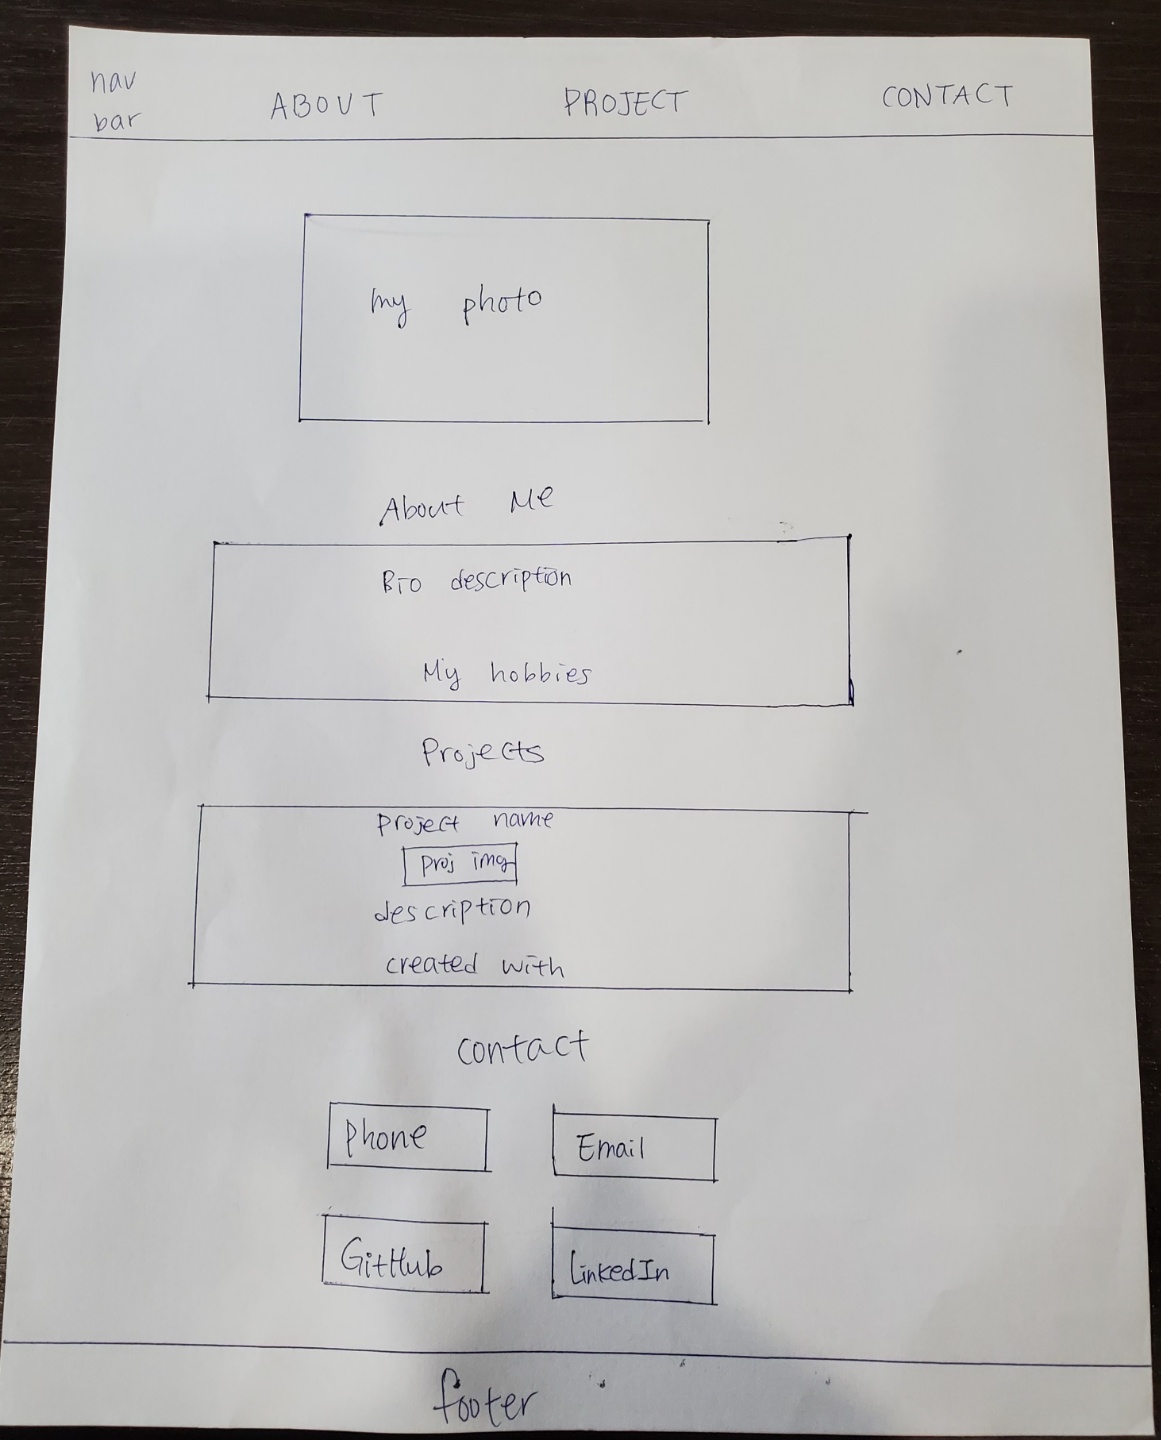 nav
bar
ABOUT PROJECT CONTACT
my photo
About Me
Bio description
My hobbies
Projects
project name
proj img
description
created with
contact
Phone Email
GitHub LinkedIn
footer